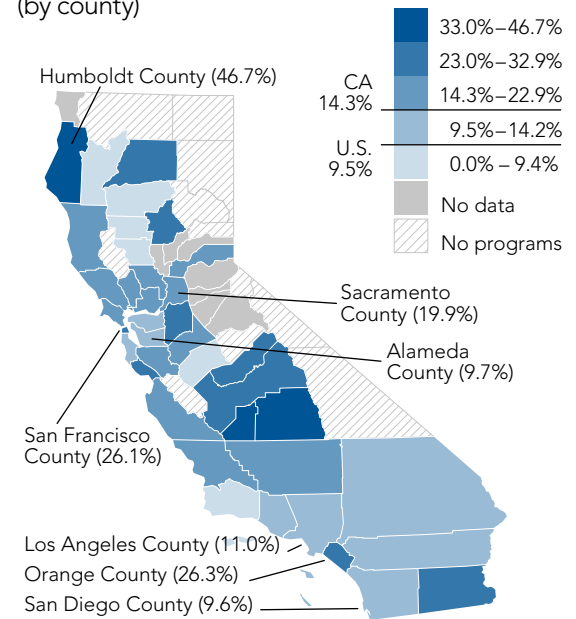 (by county)
33.0%–46.7%
23.0%–32.9%
14.3%–22.9%
9.5%–14.2%
0.0% – 9.4%
CA
14.3%
U.S.
9.5%
No data
No programs
Humboldt County (46.7%)
Sacramento
County (19.9%)
Alameda
County (9.7%)
San Francisco
County (26.1%)
Los Angeles County (11.0%)
Orange County (26.3%)
San Diego County (9.6%)